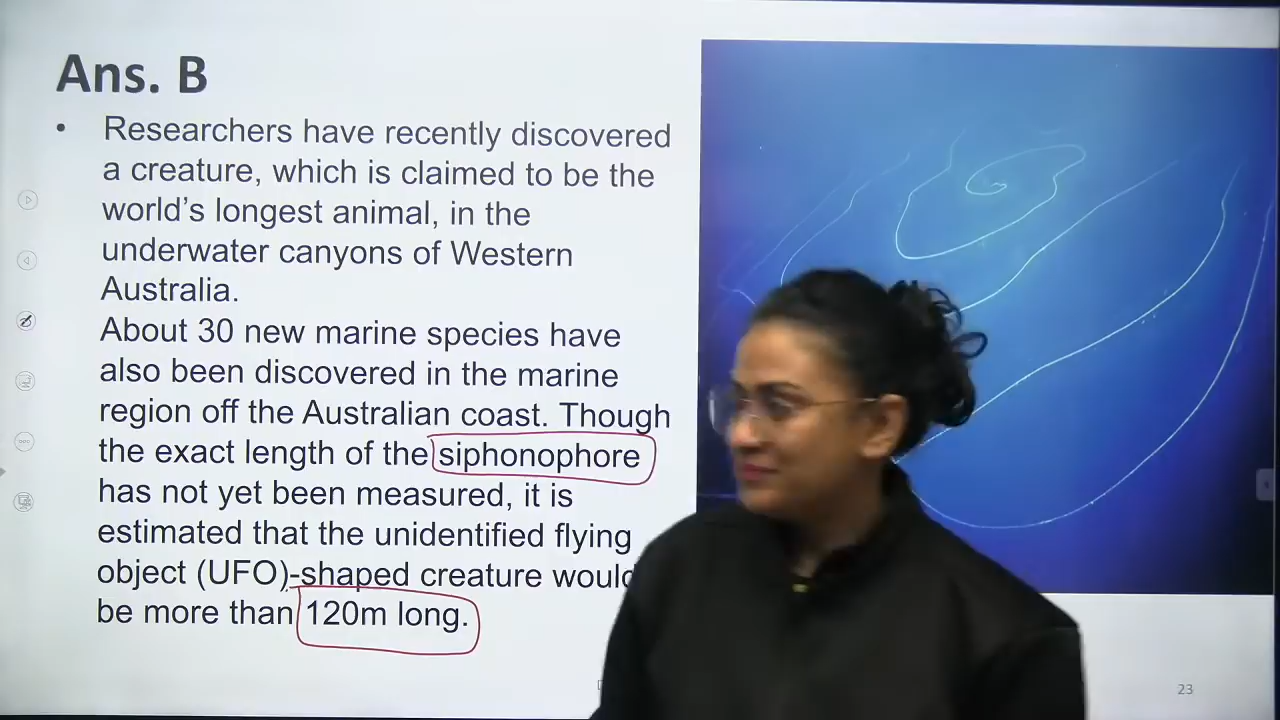 Ans. B
• Researchers have recently discovered
a creature, which is claimed to be the
world's longest animal, in the
underwater canyons of Western
Australia.
About 30 new marine species have
also been discovered in the marine
region off the Australian coast. Though
the exact length of the siphonophore
has not yet been measured, it is
estimated that the unidentified flying
object (UFO)-shaped creature would
be more than 120m long.
23